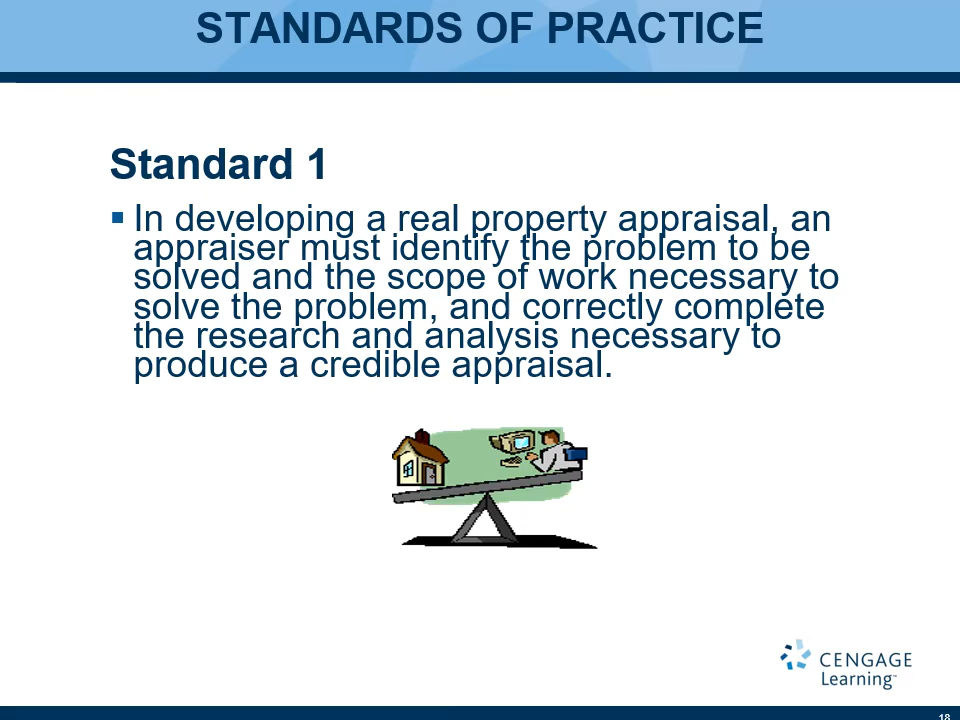 STANDARDS OF PRACTICE
Standard 1
In developing a real property appraisal, an
appraiser must identify the problem to be
solved and the scope of work necessary to
solve the problem, and correctly complete
the research and analysis necessary to
produce a credible appraisal.
CENGAGE
Learning™
18